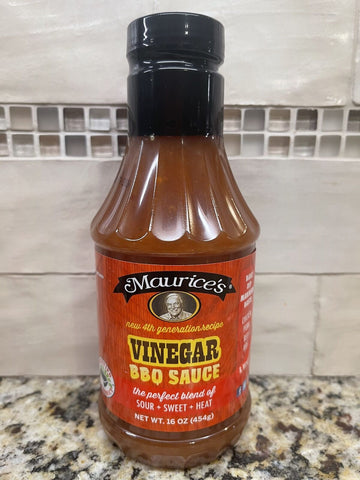 Maurice's
new 4th generation recipe
VINEGAR
BBQ SAUCE
the perfect blend of
SOUR + SWEET + HEAT
NET WT. 16 OZ (454g)